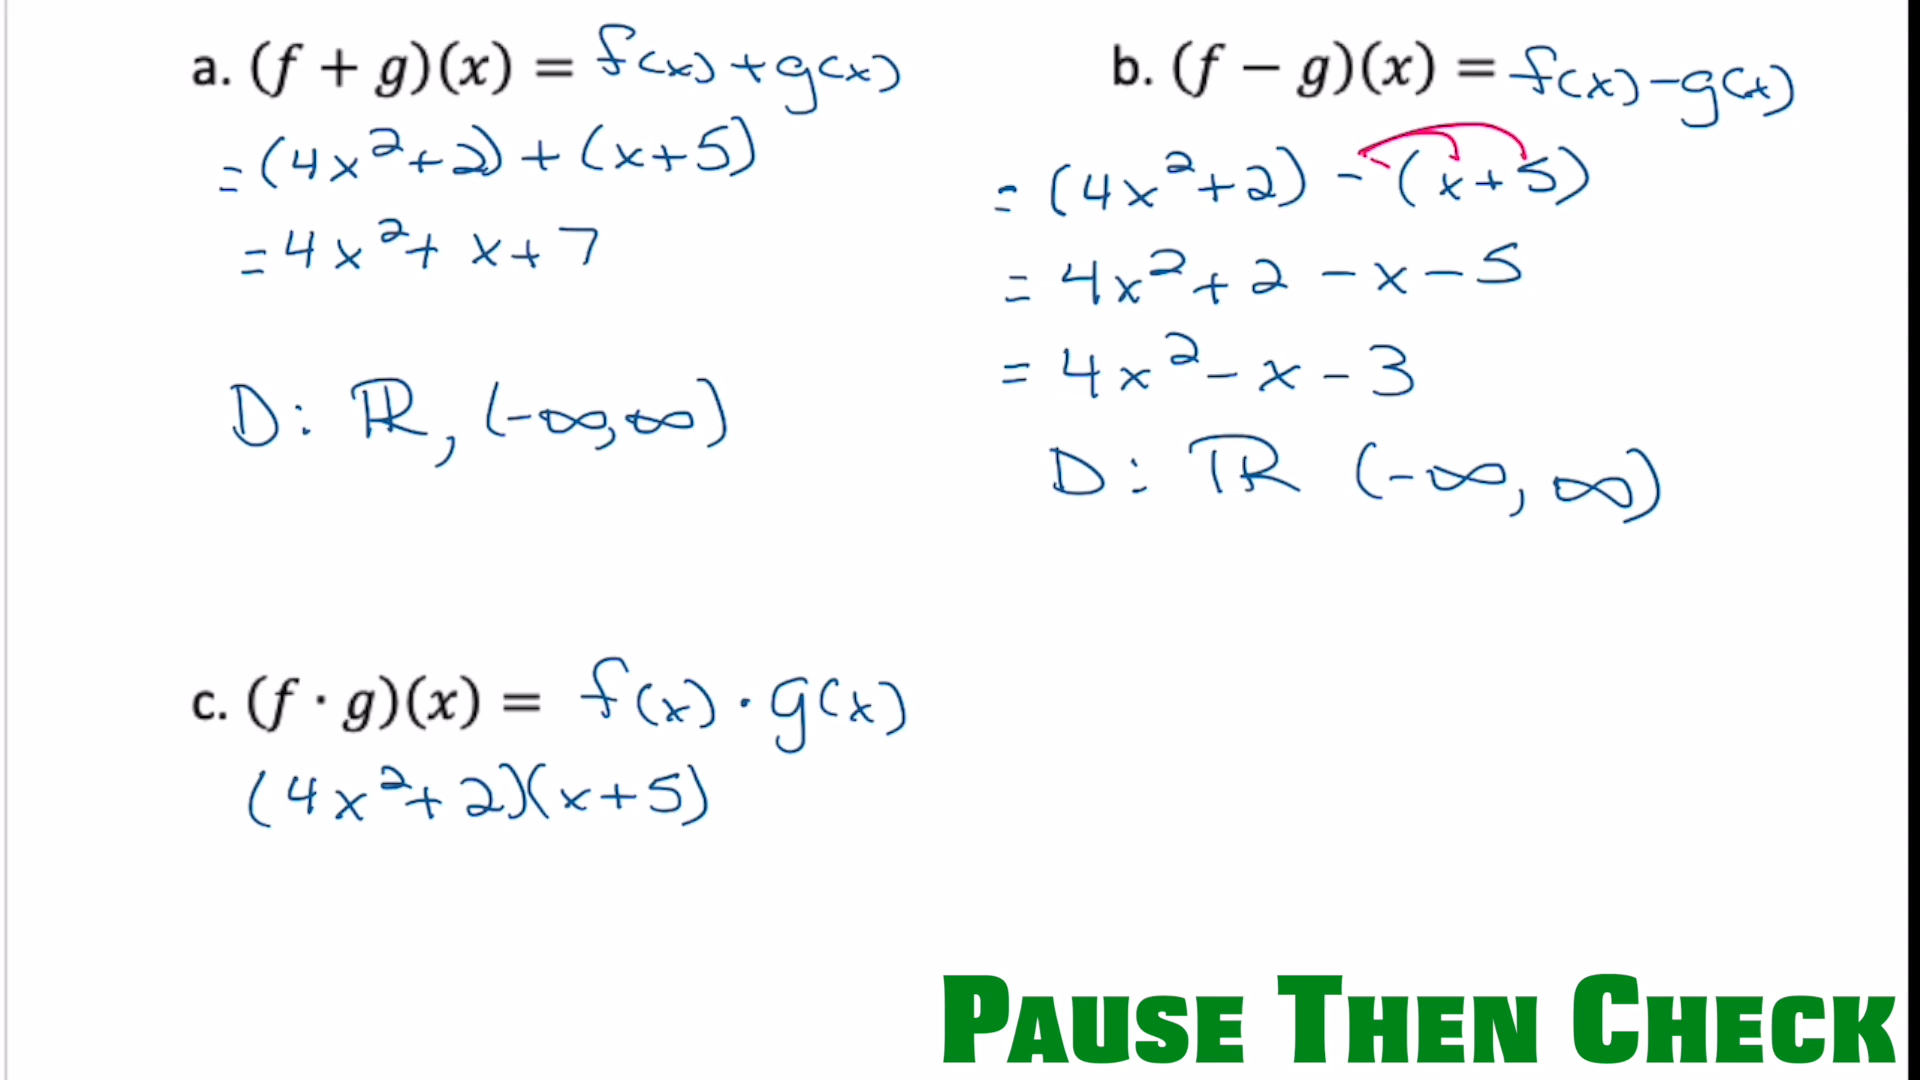 a. (f + g)(x) = f(x) + g(x)
= (4x²+2) + (x+5)
= 4x² + x + 7
D: ℝ, (-∞,∞)
b. (f − g)(x) = f(x) - g(x)
= (4x²+2) - (x+5)
= 4x² + 2 - x - 5
= 4x² - x - 3
D: ℝ (-∞, ∞)
c. (f · g)(x) = f(x) · g(x)
(4x²+2)(x+5)
PAUSE THEN CHECK